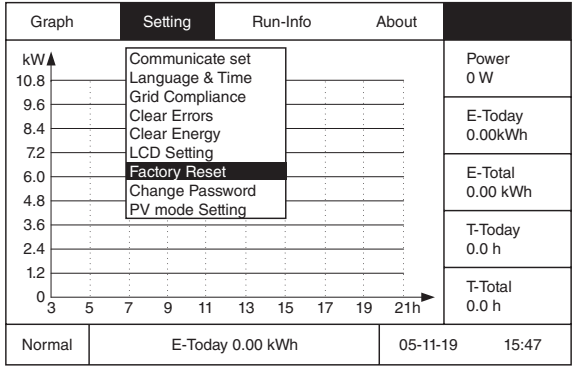 Graph Setting Run-Info About
kW
10.8
9.6
8.4
7.2
6.0
4.8
3.6
2.4
1.2
0
3 5 7 9 11 13 15 17 19 21h
Communicate set
Language & Time
Grid Compliance
Clear Errors
Clear Energy
LCD Setting
Factory Reset
Change Password
PV mode Setting
Power
0 W
E-Today
0.00kWh
E-Total
0.00 kWh
T-Today
0.0 h
T-Total
0.0 h
Normal E-Today 0.00 kWh 05-11-19 15:47